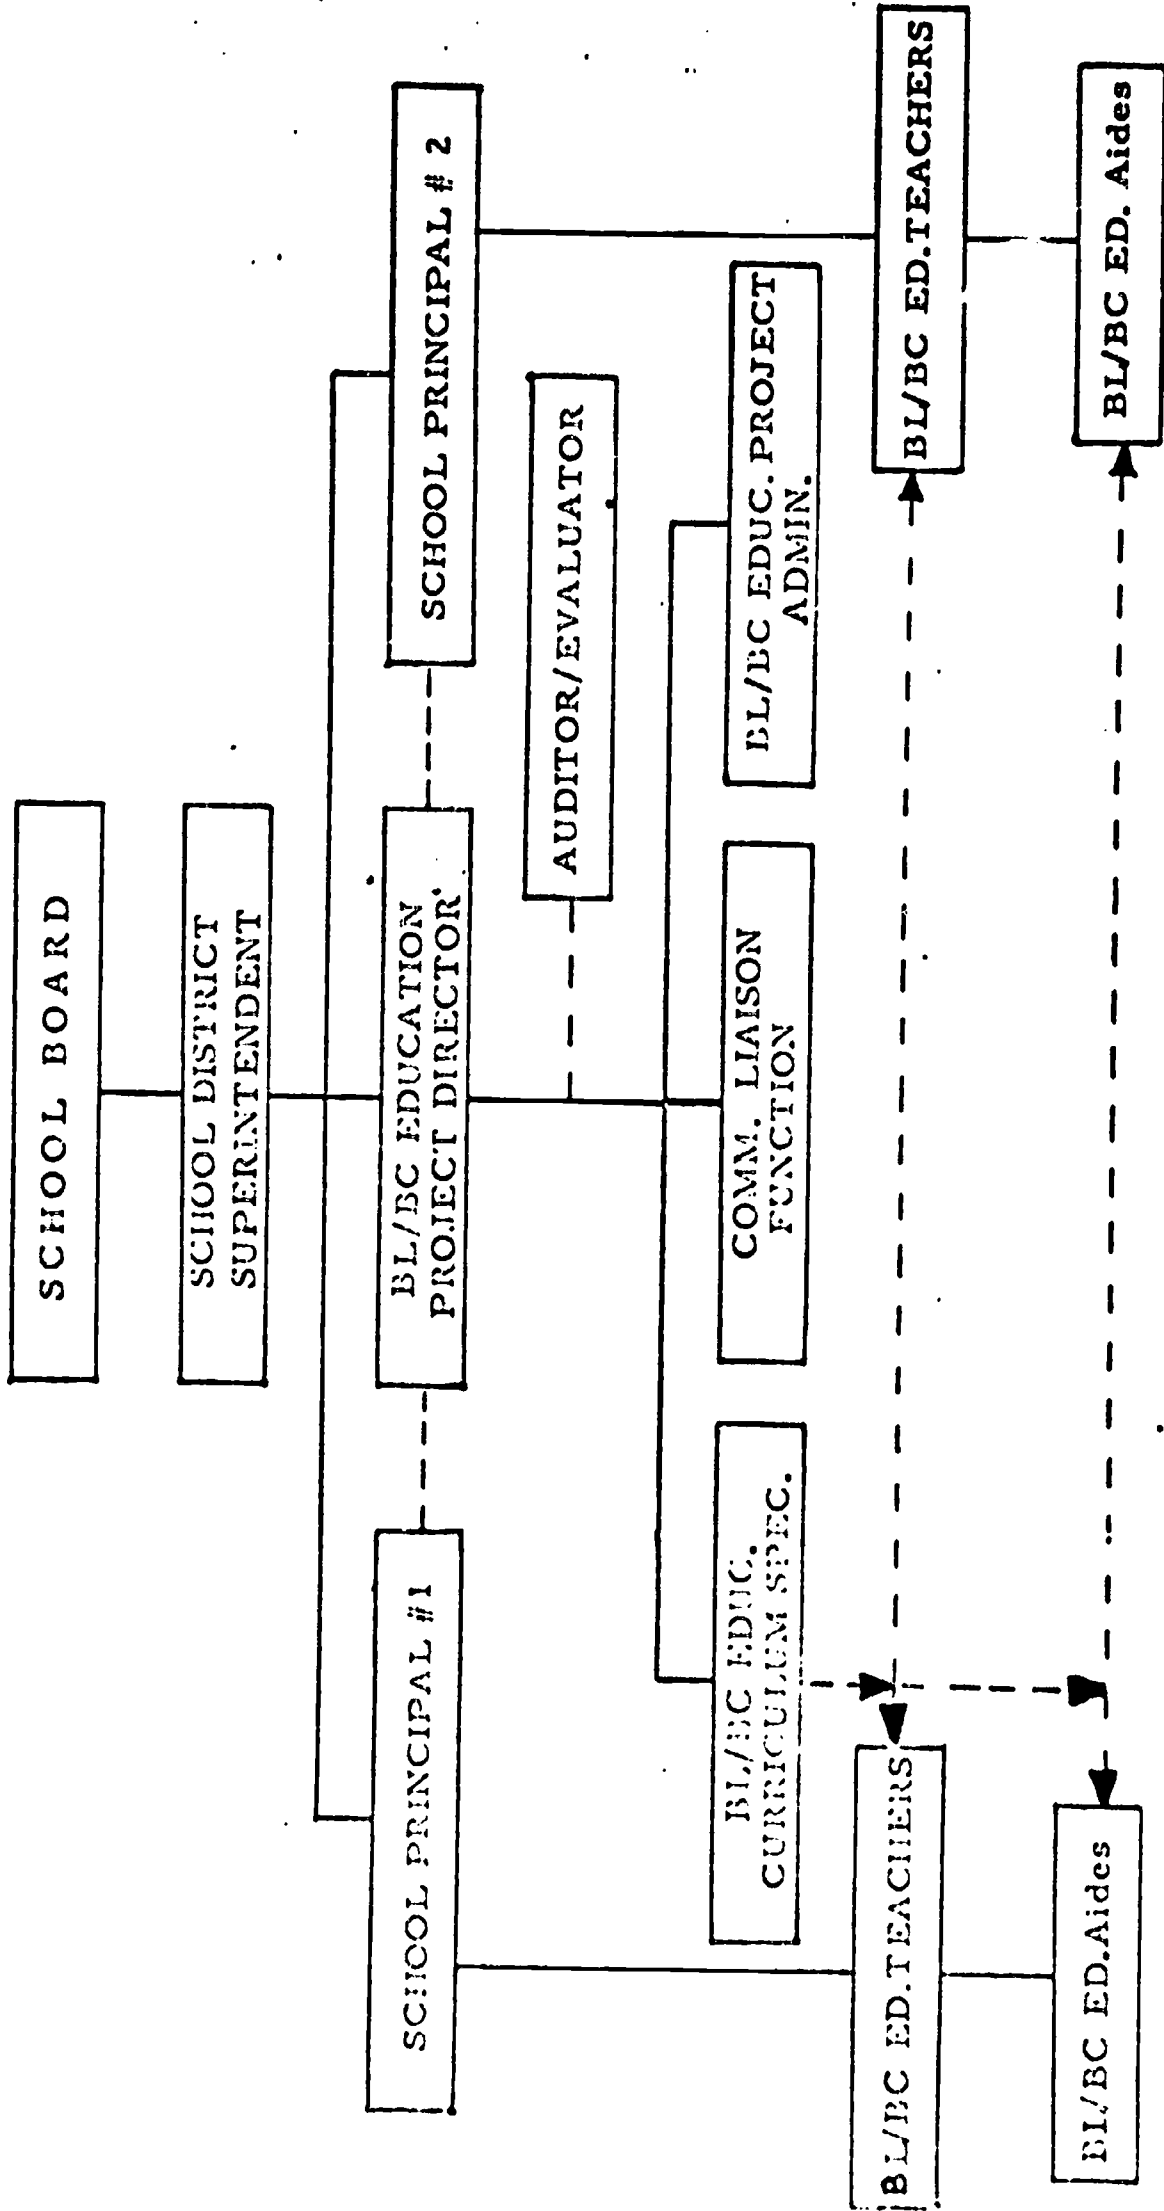 SCHOOL BOARD
SCHOOL DISTRICT
SUPERINTENDENT
SCHOOL PRINCIPAL #1
BL/BC EDUCATION
PROJECT DIRECTOR
SCHOOL PRINCIPAL # 2
AUDITOR/EVALUATOR
BL/BC EDUC.
CURRICULUM SPEC.
COMM. LIAISON
FUNCTION
BL/BC EDUC. PROJECT
ADMIN.
BL/BC ED.TEACHERS
BL/BC ED.TEACHERS
BL/BC ED.Aides
BL/BC ED. Aides